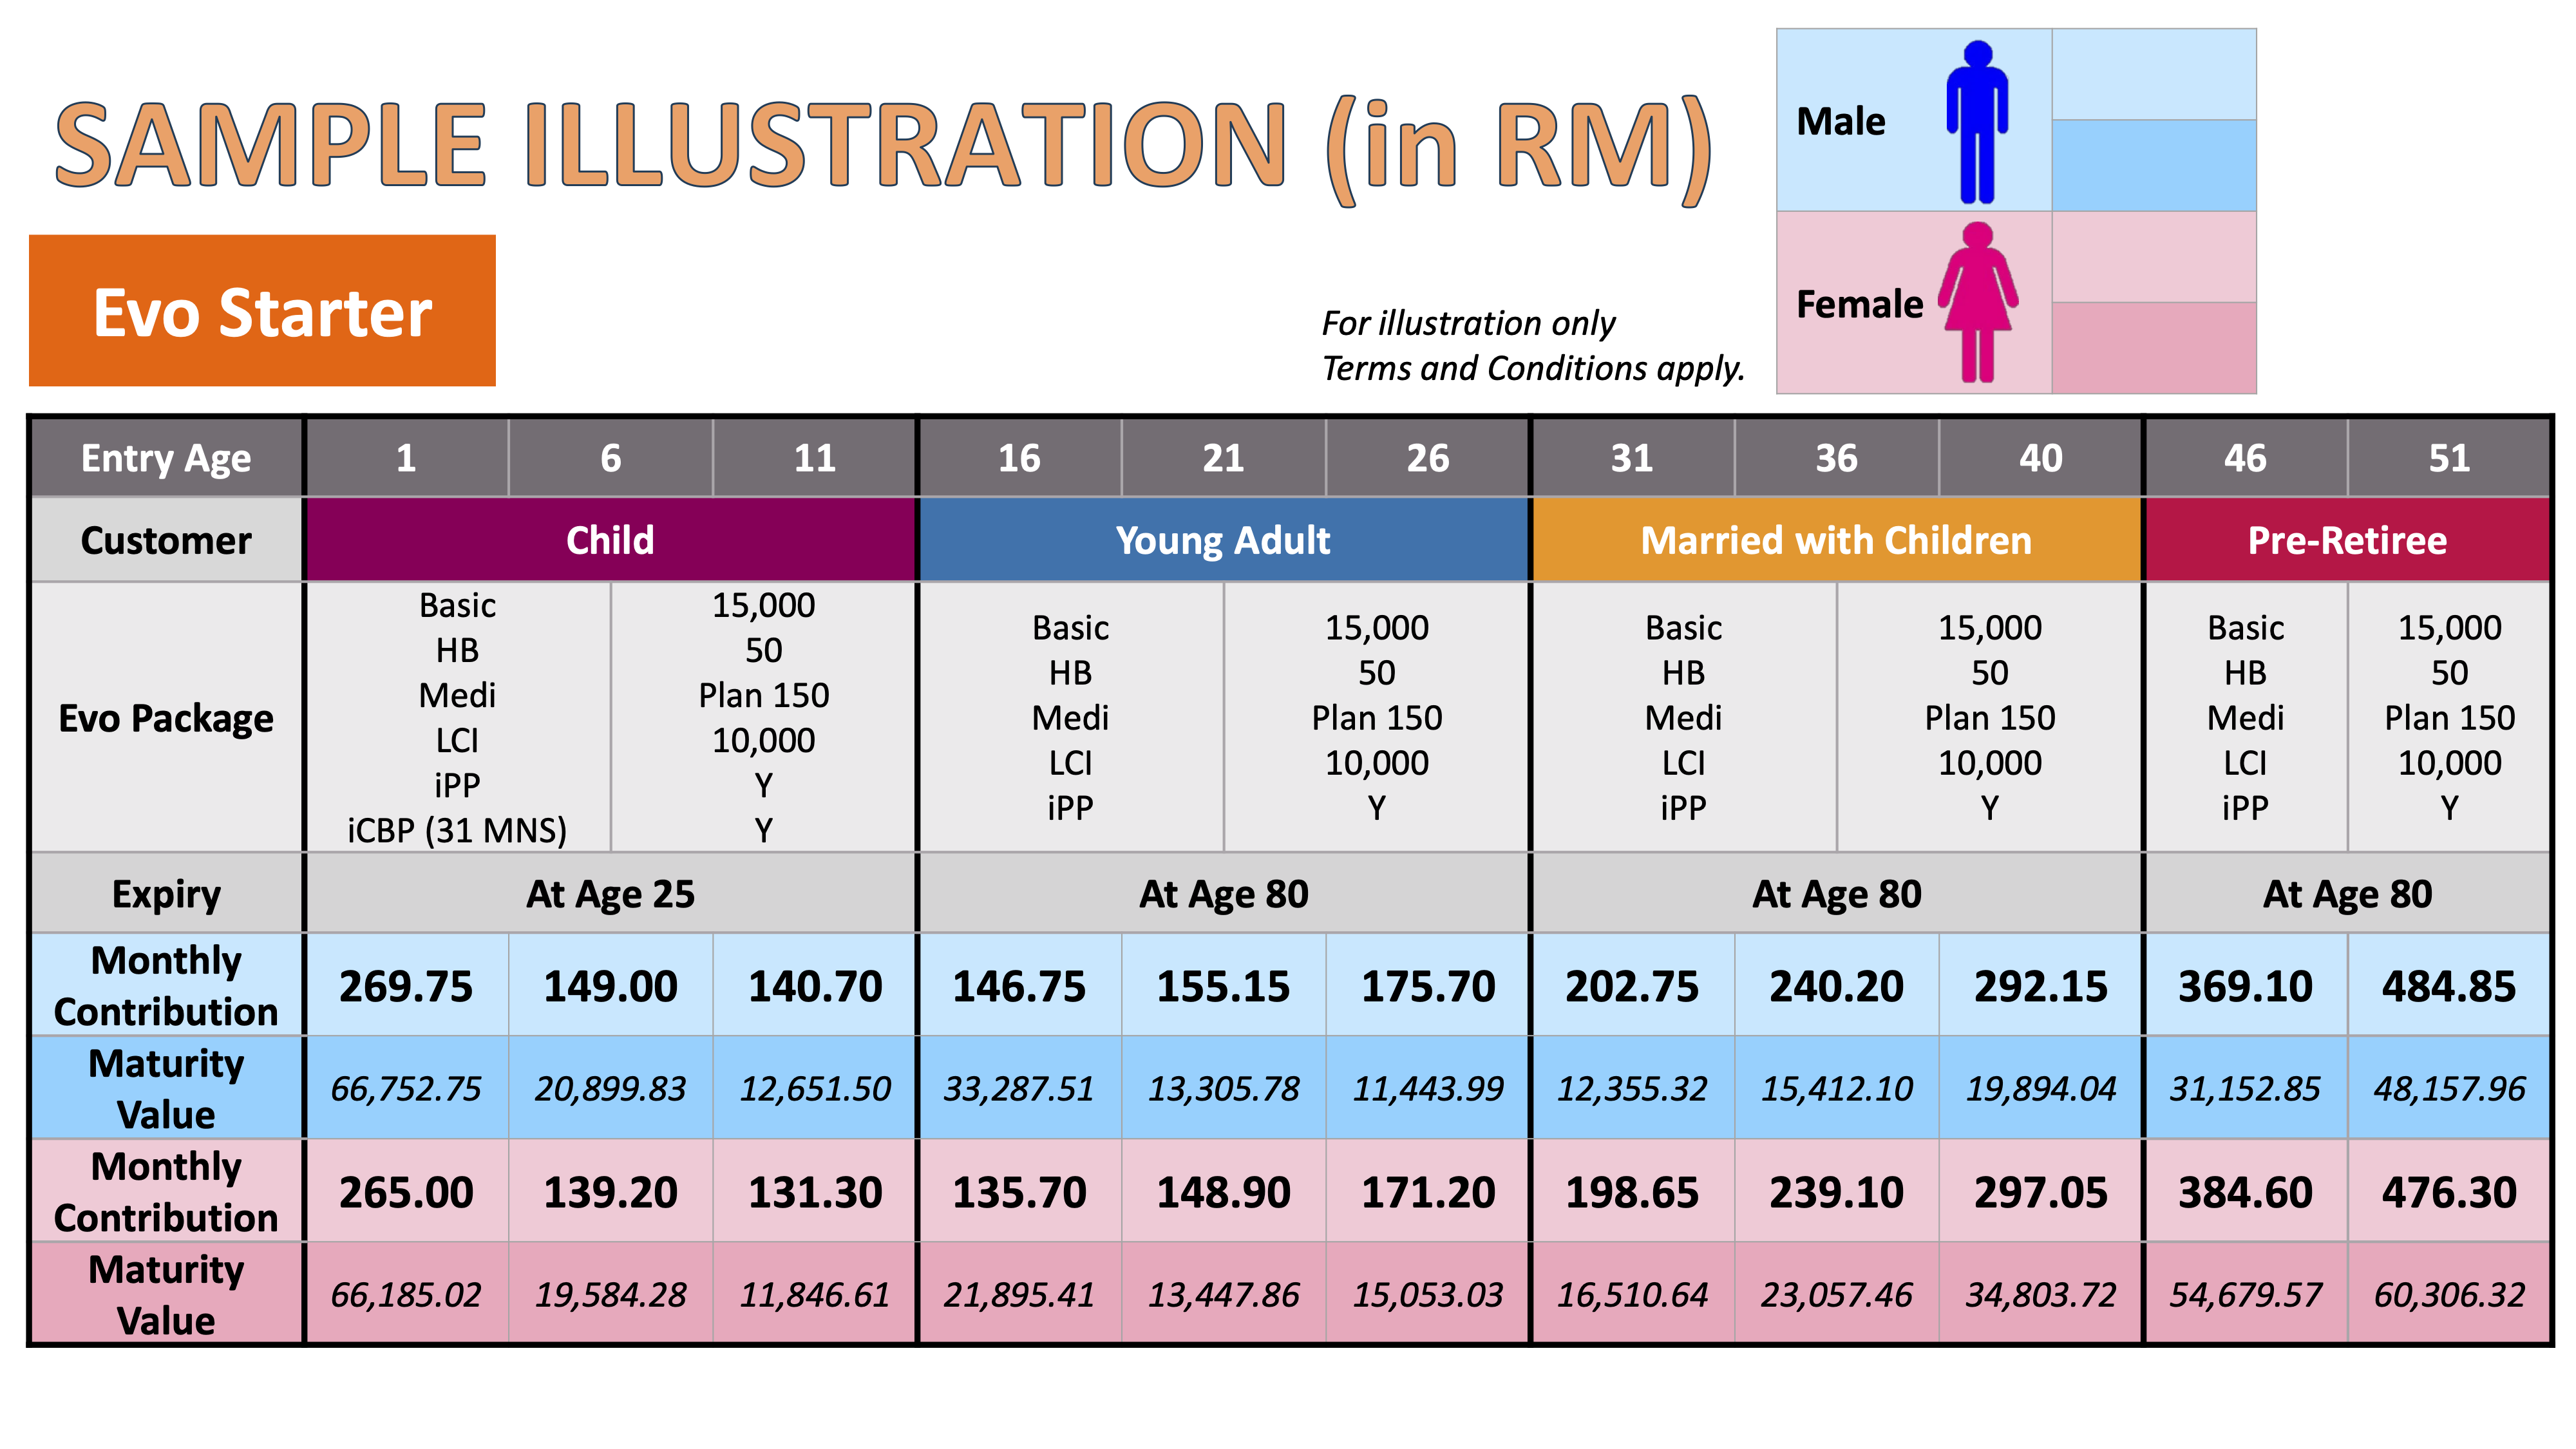 SAMPLE ILLUSTRATION (in RM)
Male
Female
Evo Starter
For illustration only
Terms and Conditions apply.
Entry Age 1 6 11 16 21 26 31 36 40 46 51
Customer Child Young Adult Married with Children Pre-Retiree
Evo Package
Basic 15,000
HB 50
Medi Plan 150
LCI 10,000
iPP Y
iCBP (31 MNS) Y
Basic 15,000
HB 50
Medi Plan 150
LCI 10,000
iPP Y
Basic 15,000
HB 50
Medi Plan 150
LCI 10,000
iPP Y
Basic 15,000
HB 50
Medi Plan 150
LCI 10,000
iPP Y
Expiry At Age 25 At Age 80 At Age 80 At Age 80
Monthly
Contribution 269.75 149.00 140.70 146.75 155.15 175.70 202.75 240.20 292.15 369.10 484.85
Maturity
Value 66,752.75 20,899.83 12,651.50 33,287.51 13,305.78 11,443.99 12,355.32 15,412.10 19,894.04 31,152.85 48,157.96
Monthly
Contribution 265.00 139.20 131.30 135.70 148.90 171.20 198.65 239.10 297.05 384.60 476.30
Maturity
Value 66,185.02 19,584.28 11,846.61 21,895.41 13,447.86 15,053.03 16,510.64 23,057.46 34,803.72 54,679.57 60,306.32